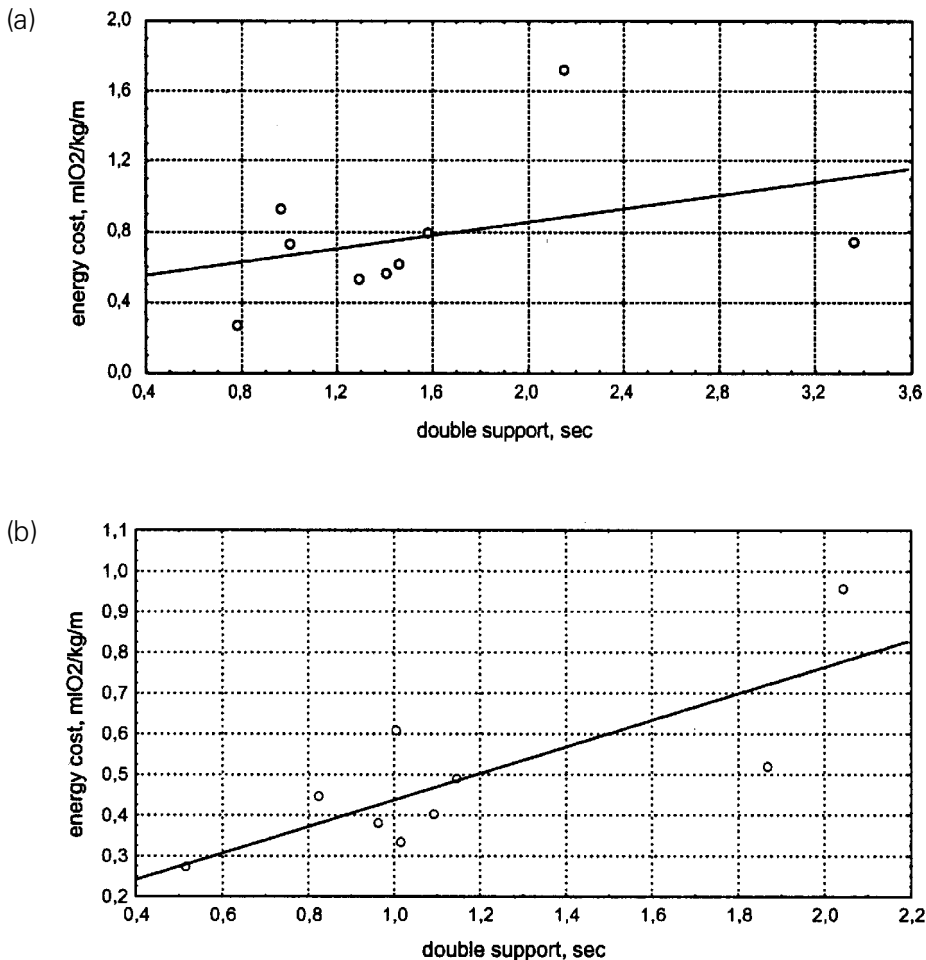 (a)
energy cost, mlO2/kg/m
2,0
1,6
1,2
0,8
0,4
0,0
0,4 0,8 1,2 1,6 2,0 2,4 2,8 3,2 3,6
double support, sec
(b)
energy cost, mlO2/kg/m
1,1
1,0
0,9
0,8
0,7
0,6
0,5
0,4
0,3
0,2
0,4 0,6 0,8 1,0 1,2 1,4 1,6 1,8 2,0 2,2
double support, sec